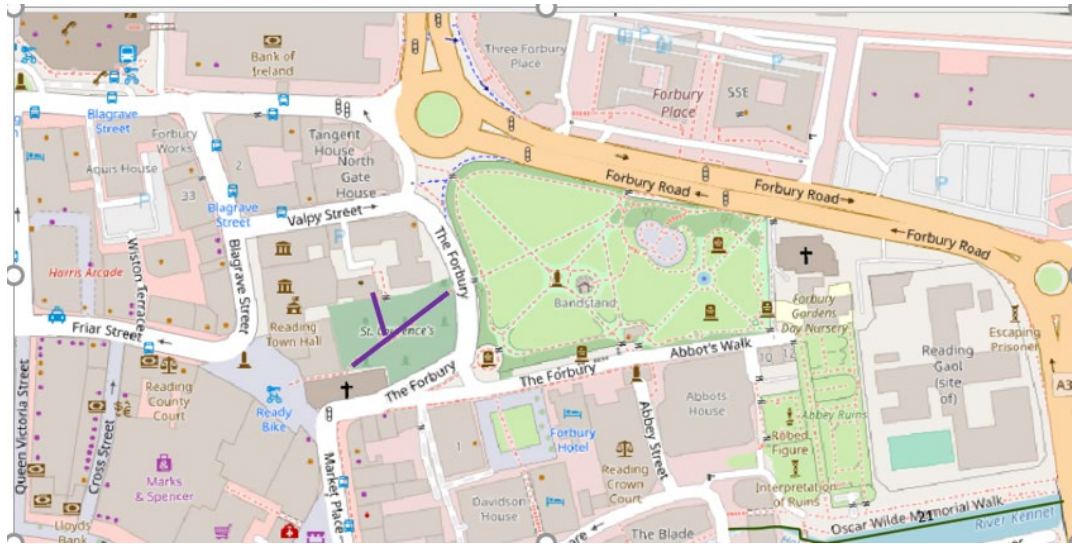 Three Forbury
Place
Bank of
Ireland
Forbury
Place
SSE
Blagrave
Street
Forbury
Works
Tangent
House
North
Gate
House
Aquis House
2
33
Blagrave
Street
Valpy Street
Forbury Road
Forbury Road
Forbury Road
The Forbury
Harris Arcade
Wiston Terrace
Blagrave Street
Friar Street
Reading
Town Hall
St. Laurence's
Bandstand
Forbury
Gardens
Day Nursery
Escaping
Prisoner
Reading
Gaol
(site
of)
Abbot's Walk
10
12
The Forbury
The Forbury
A3
Reading
County
Court
Ready
Bike
Queen Victoria Street
Cross Street
Marks
& Spencer
Market Place
1
Forbury
Hotel
Abbey Street
Abbots
House
Abbey Ruins
Robed
Figure
Reading
Crown
Court
Interpretation
of Ruins
Davidson
House
Lloyds
Bank
The Blade
Oscar Wilde Memorial Walk
21
River Kennet